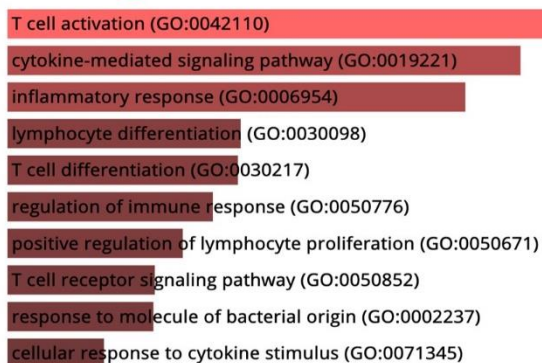 T cell activation (GO:0042110)
cytokine-mediated signaling pathway (GO:0019221)
inflammatory response (GO:0006954)
lymphocyte differentiation (GO:0030098)
T cell differentiation (GO:0030217)
regulation of immune response (GO:0050776)
positive regulation of lymphocyte proliferation (GO:0050671)
T cell receptor signaling pathway (GO:0050852)
response to molecule of bacterial origin (GO:0002237)
cellular response to cytokine stimulus (GO:0071345)